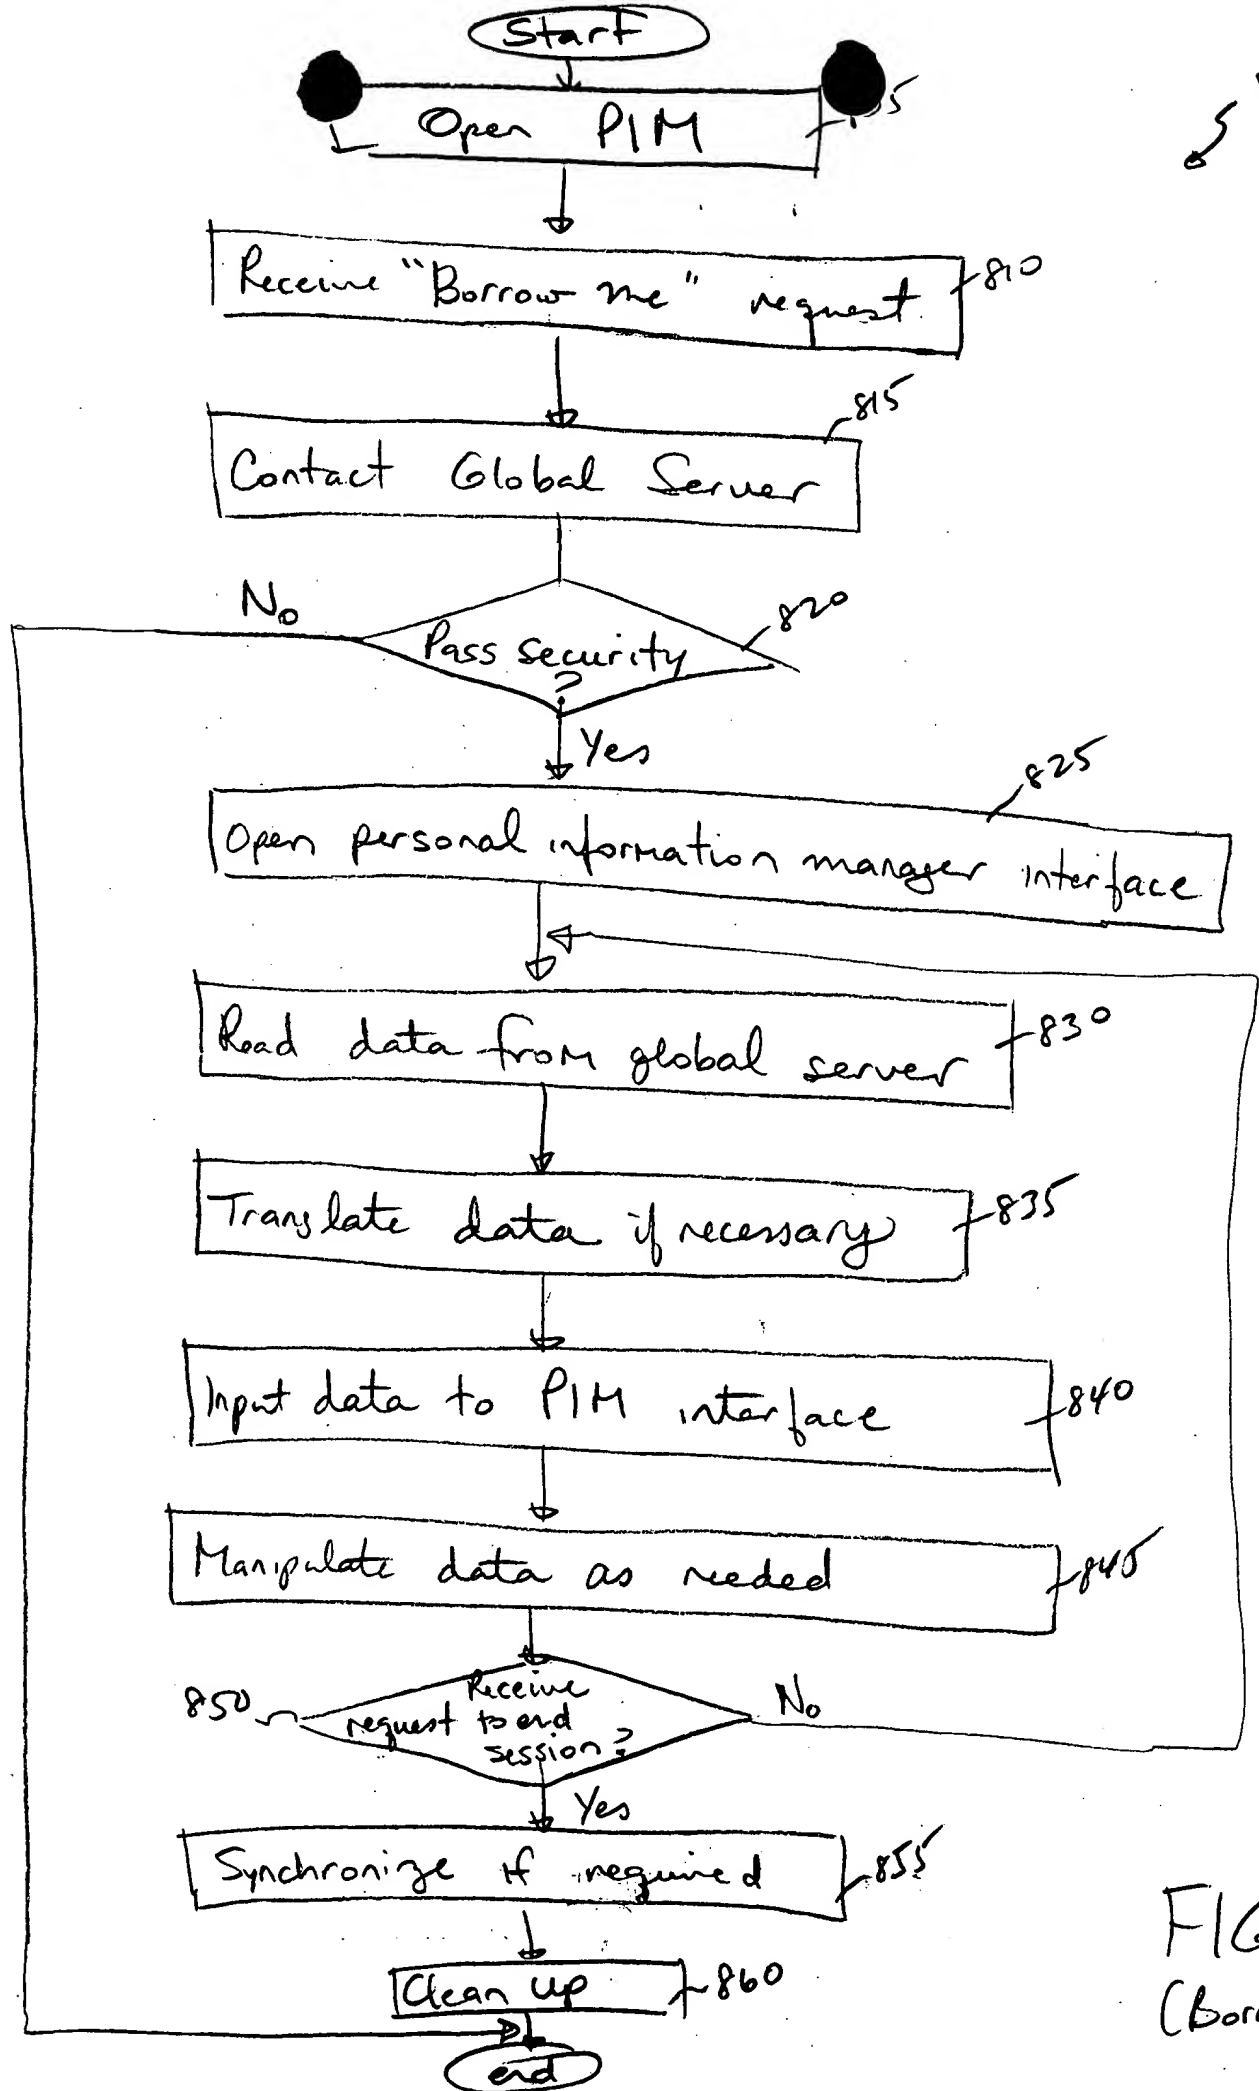 Start
Open PIM
5
Receive "Borrow me" request
810
815
Contact Global Server
No
820
Pass security
?
Yes
825
Open personal information manager interface
Read data from global server
830
Translate data if necessary
835
Input data to PIM interface
840
Manipulate data as needed
845
850
Receive
request to end
session?
No
Yes
Synchronize if required
855
Clean up
860
end
FIG
(Borr